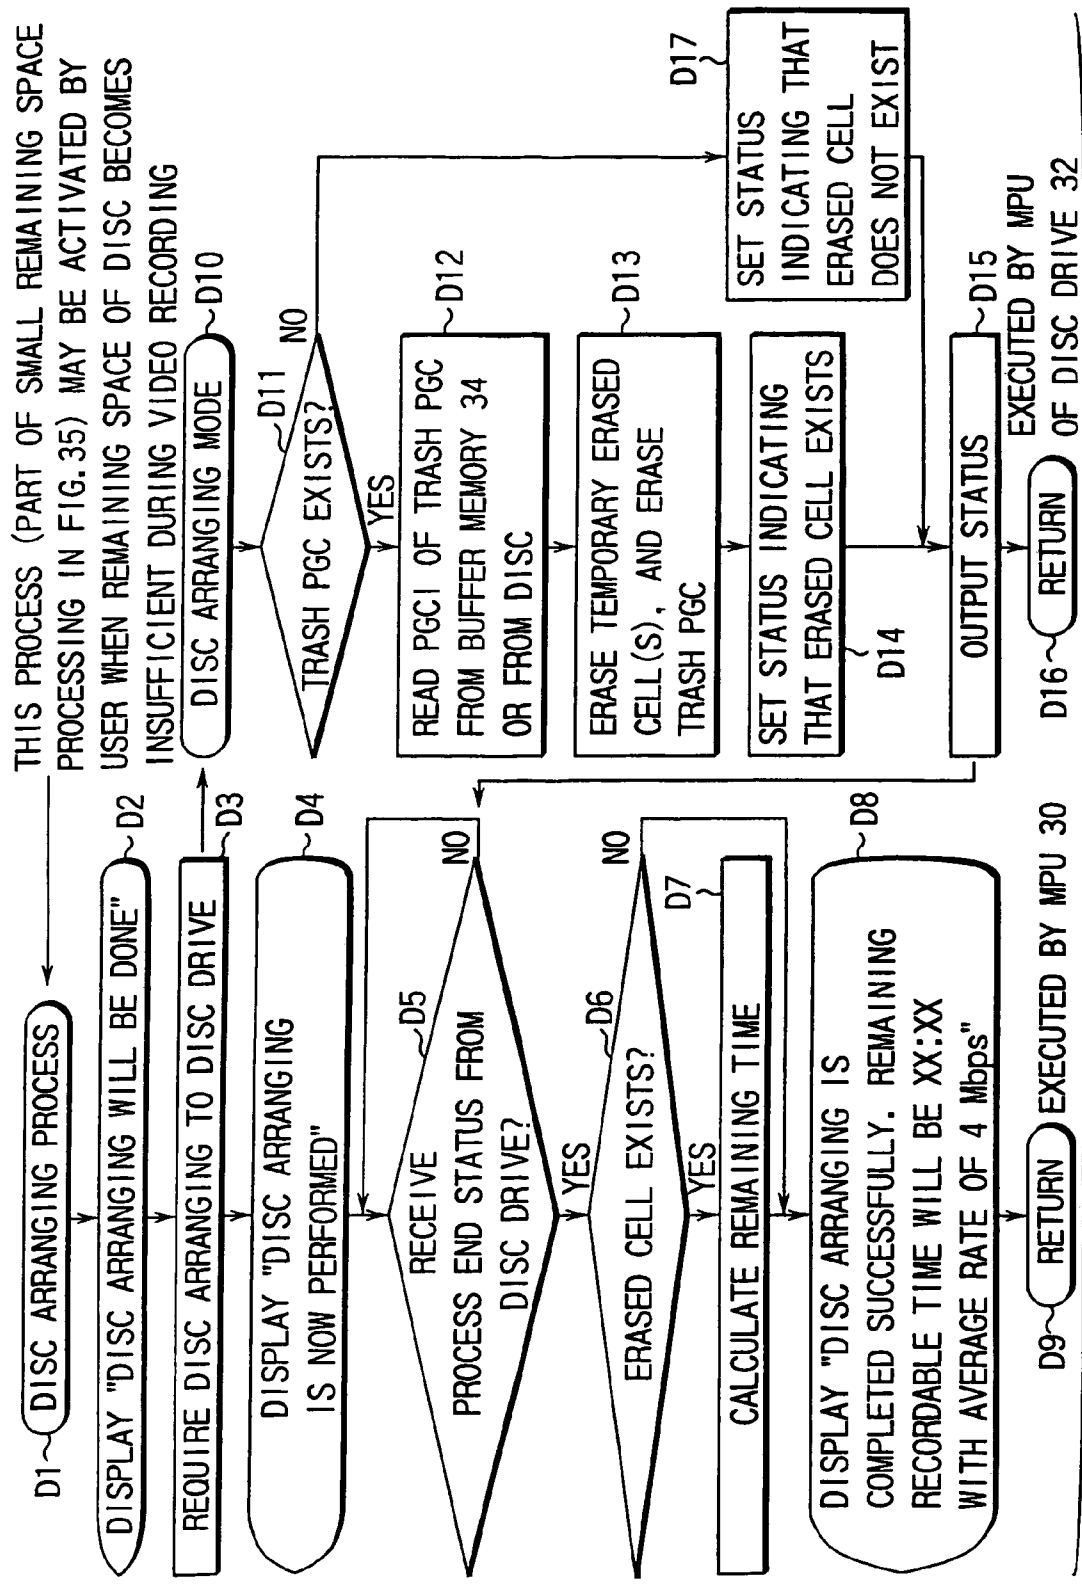 THIS PROCESS (PART OF SMALL REMAINING SPACE
PROCESSING IN FIG.35) MAY BE ACTIVATED BY
USER WHEN REMAINING SPACE OF DISC BECOMES
INSUFFICIENT DURING VIDEO RECORDING
D1
DISC ARRANGING PROCESS
D2
DISPLAY "DISC ARRANGING WILL BE DONE"
D3
REQUIRE DISC ARRANGING TO DISC DRIVE
D4
DISPLAY "DISC ARRANGING
IS NOW PERFORMED"
D5
RECEIVE
PROCESS END STATUS FROM
DISC DRIVE?
NO
YES
D6
ERASED CELL EXISTS?
NO
YES
D7
CALCULATE REMAINING TIME
D8
DISPLAY "DISC ARRANGING IS
COMPLETED SUCCESSFULLY. REMAINING
RECORDABLE TIME WILL BE XX:XX
WITH AVERAGE RATE OF 4 Mbps"
D9
RETURN
EXECUTED BY MPU 30
D10
DISC ARRANGING MODE
D11
TRASH PGC EXISTS?
NO
YES
D12
READ PGCI OF TRASH PGC
FROM BUFFER MEMORY 34
OR FROM DISC
D13
ERASE TEMPORARY ERASED
CELL(S), AND ERASE
TRASH PGC
SET STATUS INDICATING
THAT ERASED CELL EXISTS
D14
D17
SET STATUS
INDICATING THAT
ERASED CELL
DOES NOT EXIST
D15
OUTPUT STATUS
D16
RETURN
EXECUTED BY MPU
OF DISC DRIVE 32